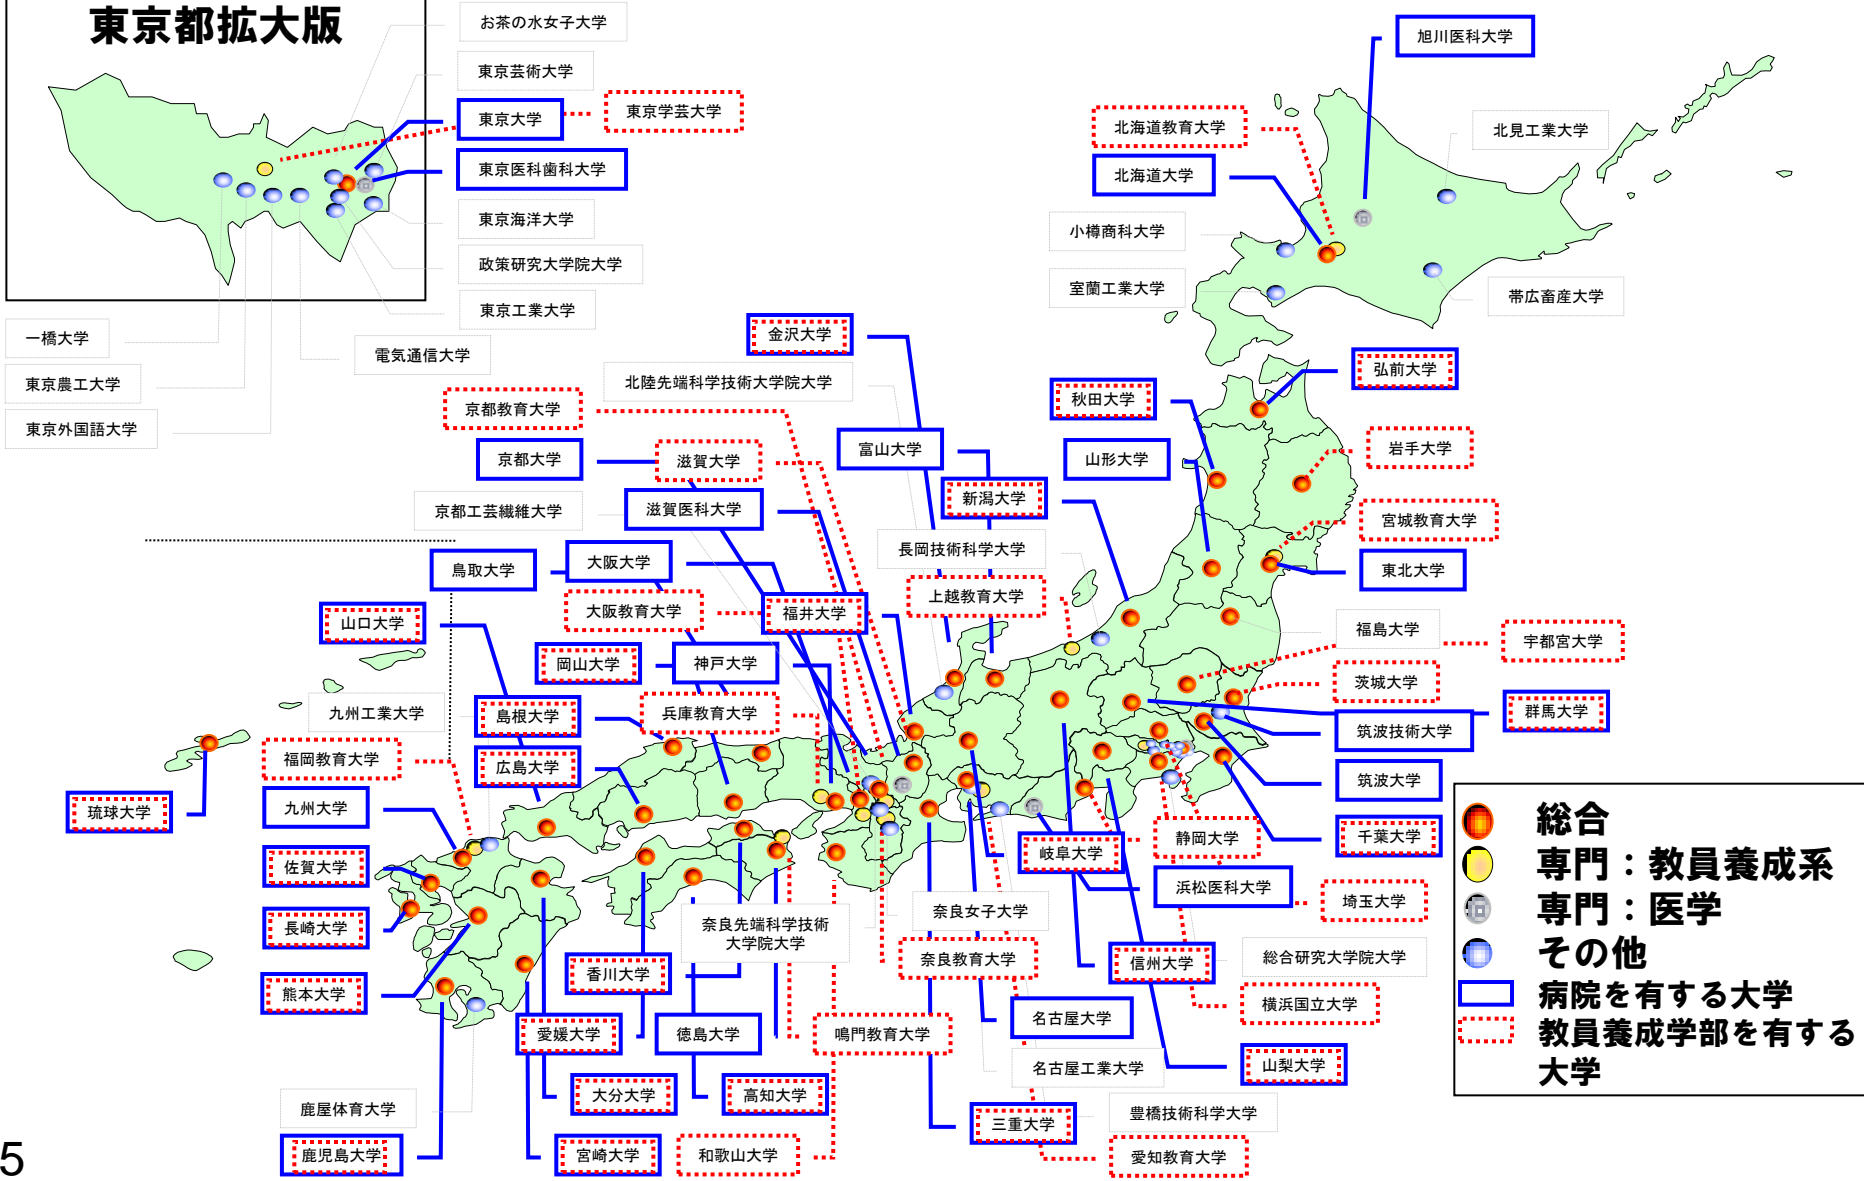 東京都拡大版
お茶の水女子大学
東京芸術大学
東京大学
東京学芸大学
東京医科歯科大学
東京海洋大学
政策研究大学院大学
東京工業大学
一橋大学
電気通信大学
東京農工大学
東京外国語大学
旭川医科大学
北海道教育大学
北見工業大学
北海道大学
小樽商科大学
室蘭工業大学
帯広畜産大学
金沢大学
北陸先端科学技術大学院大学
弘前大学
京都教育大学
秋田大学
富山大学
山形大学
岩手大学
京都大学
滋賀大学
新潟大学
京都工芸繊維大学
滋賀医科大学
宮城教育大学
長岡技術科学大学
鳥取大学
大阪大学
東北大学
大阪教育大学
福井大学
上越教育大学
山口大学
福島大学
宇都宮大学
岡山大学
神戸大学
茨城大学
九州工業大学
島根大学
兵庫教育大学
群馬大学
筑波技術大学
福岡教育大学
広島大学
筑波大学
琉球大学
九州大学
千葉大学
静岡大学
佐賀大学
岐阜大学
浜松医科大学
埼玉大学
長崎大学
奈良先端科学技術
大学院大学
奈良女子大学
奈良教育大学
総合研究大学院大学
香川大学
信州大学
熊本大学
横浜国立大学
愛媛大学
徳島大学
鳴門教育大学
名古屋大学
名古屋工業大学
山梨大学
大分大学
高知大学
鹿屋体育大学
豊橋技術科学大学
三重大学
鹿児島大学
宮崎大学
和歌山大学
愛知教育大学
総合
専門：教員養成系
専門：医学
その他
病院を有する大学
教員養成学部を有する
大学
5